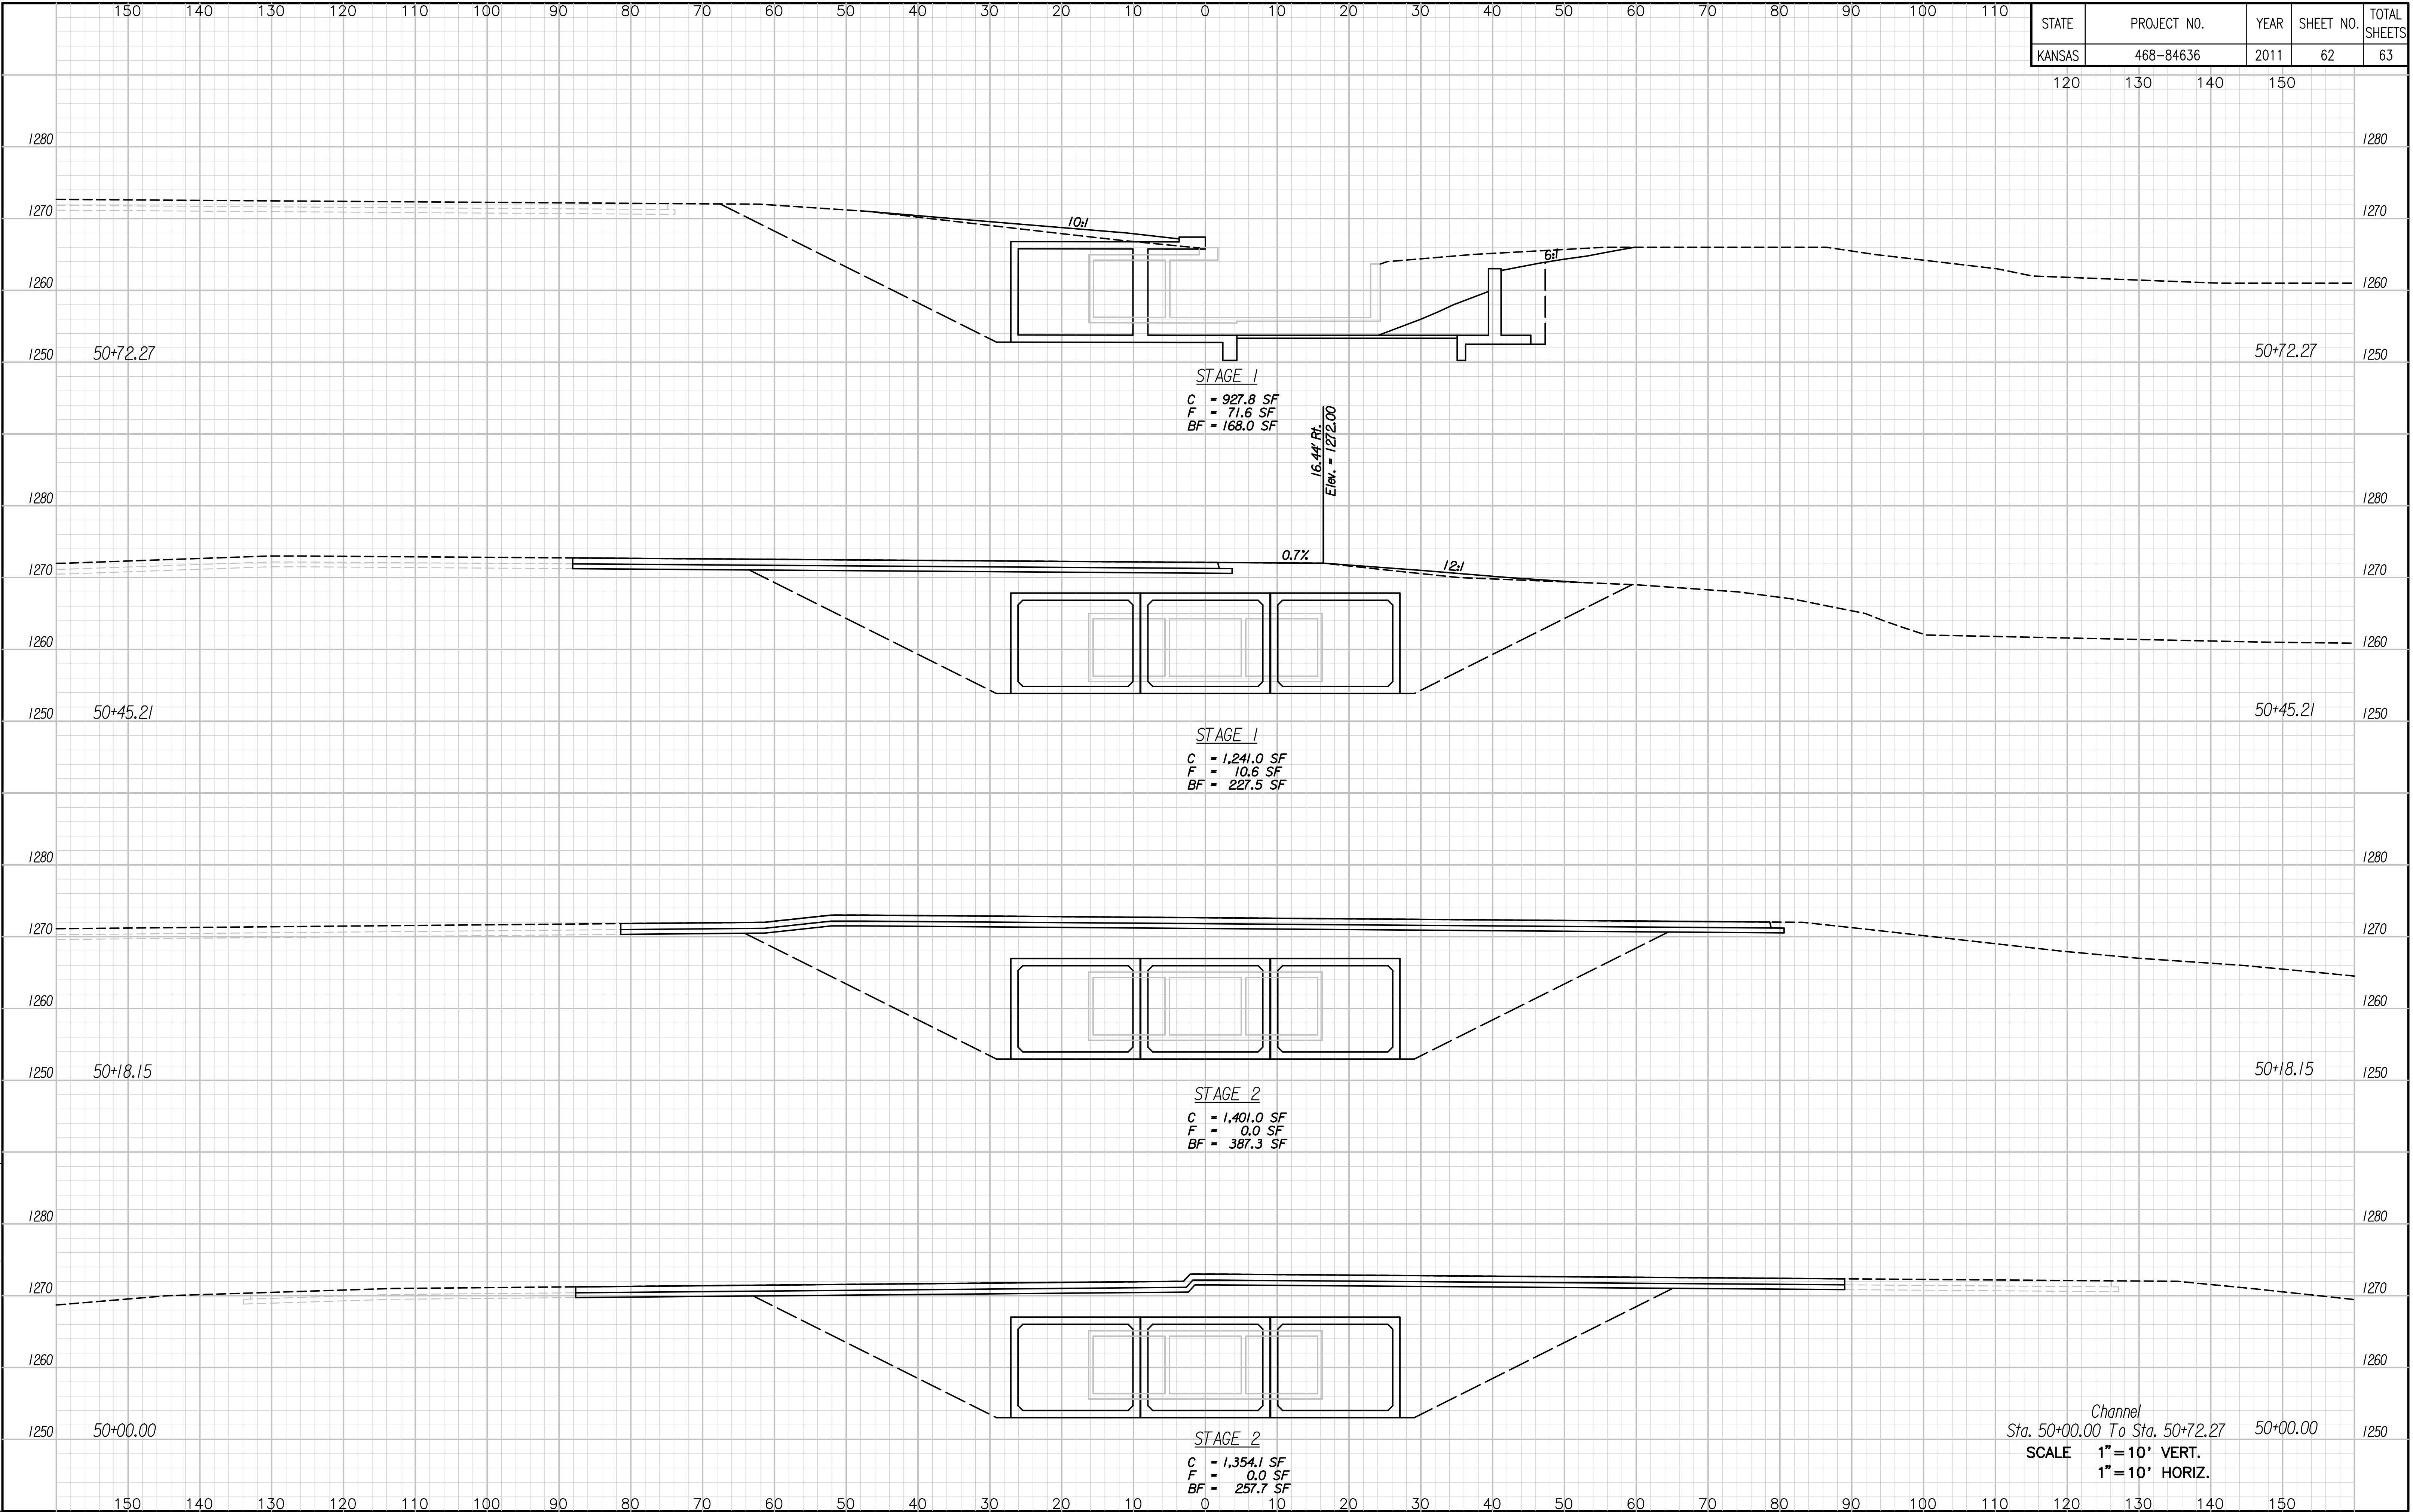 150 140 130 120 110 100 90 80 70 60 50 40 30 20 10 0 10 20 30 40 50 60 70 80 90 100 110
STATE PROJECT NO. YEAR SHEET NO. TOTAL SHEETS
KANSAS 468-84636 2011 62 63
120 130 140 150
1280 1280
1270 1270
10:1
6:1
1260 1260
1250 50+72.27 50+72.27 1250
STAGE 1
C = 927.8 SF
F = 71.6 SF
BF = 168.0 SF
16.44' Rt.
Elev. = 1272.00
1280 1280
0.7%
12:1
1270 1270
1260 1260
1250 50+45.21 50+45.21 1250
STAGE 1
C = 1,241.0 SF
F = 10.6 SF
BF = 227.5 SF
1280 1280
1270 1270
1260 1260
1250 50+18.15 50+18.15 1250
STAGE 2
C = 1,401.0 SF
F = 0.0 SF
BF = 387.3 SF
1280 1280
1270 1270
1260 1260
1250 50+00.00 50+00.00 1250
STAGE 2
C = 1,354.1 SF
F = 0.0 SF
BF = 257.7 SF
Channel
Sta. 50+00.00 To Sta. 50+72.27
SCALE 1"=10' VERT.
1"=10' HORIZ.
150 140 130 120 110 100 90 80 70 60 50 40 30 20 10 0 10 20 30 40 50 60 70 80 90 100 110 120 130 140 150